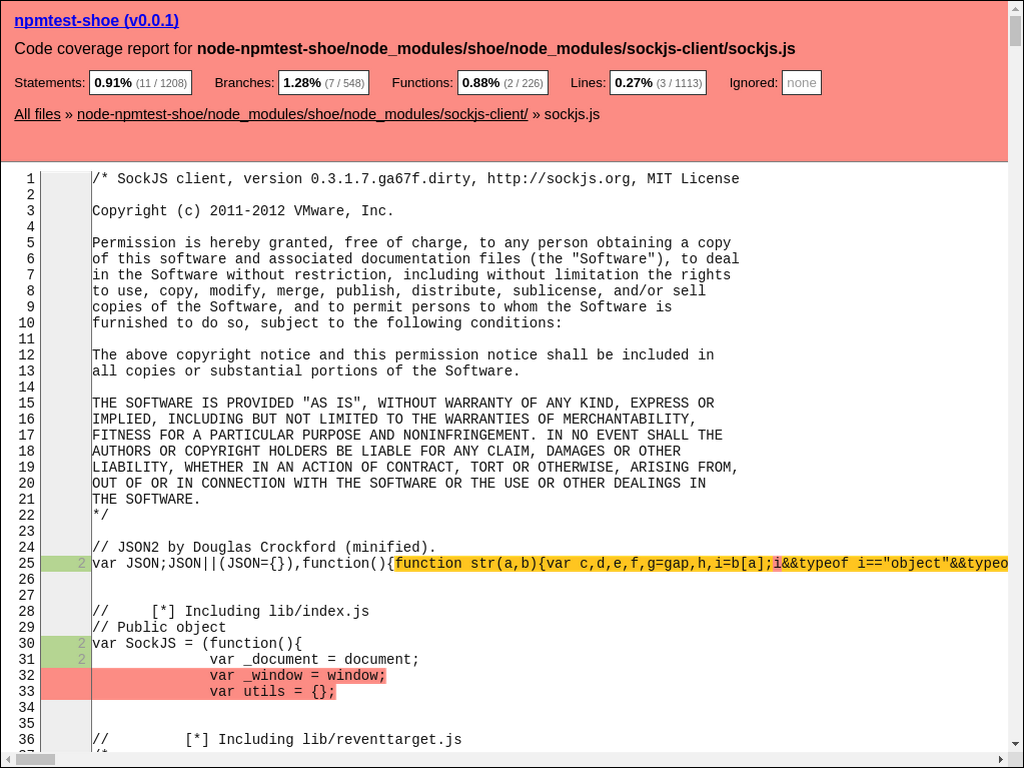 npmtest-shoe (v0.0.1)
Code coverage report for node-npmtest-shoe/node_modules/shoe/node_modules/sockjs-client/sockjs.js
Statements: 0.91% (11 / 1208) Branches: 1.28% (7 / 548) Functions: 0.88% (2 / 226) Lines: 0.27% (3 / 1113) Ignored: none
All files » node-npmtest-shoe/node_modules/shoe/node_modules/sockjs-client/ » sockjs.js
1 /* SockJS client, version 0.3.1.7.ga67f.dirty, http://sockjs.org, MIT License
2
3 Copyright (c) 2011-2012 VMware, Inc.
4
5 Permission is hereby granted, free of charge, to any person obtaining a copy
6 of this software and associated documentation files (the "Software"), to deal
7 in the Software without restriction, including without limitation the rights
8 to use, copy, modify, merge, publish, distribute, sublicense, and/or sell
9 copies of the Software, and to permit persons to whom the Software is
10 furnished to do so, subject to the following conditions:
11
12 The above copyright notice and this permission notice shall be included in
13 all copies or substantial portions of the Software.
14
15 THE SOFTWARE IS PROVIDED "AS IS", WITHOUT WARRANTY OF ANY KIND, EXPRESS OR
16 IMPLIED, INCLUDING BUT NOT LIMITED TO THE WARRANTIES OF MERCHANTABILITY,
17 FITNESS FOR A PARTICULAR PURPOSE AND NONINFRINGEMENT. IN NO EVENT SHALL THE
18 AUTHORS OR COPYRIGHT HOLDERS BE LIABLE FOR ANY CLAIM, DAMAGES OR OTHER
19 LIABILITY, WHETHER IN AN ACTION OF CONTRACT, TORT OR OTHERWISE, ARISING FROM,
20 OUT OF OR IN CONNECTION WITH THE SOFTWARE OR THE USE OR OTHER DEALINGS IN
21 THE SOFTWARE.
22 */
23
24 // JSON2 by Douglas Crockford (minified).
25 2 var JSON;JSON||(JSON={}),function(){function str(a,b){var c,d,e,f,g=gap,h,i=b[a];i&&typeof i=="object"&&typeo
26
27
28 // [*] Including lib/index.js
29 // Public object
30 2 var SockJS = (function(){
31 2 var _document = document;
32 var _window = window;
33 var utils = {};
34
35
36 // [*] Including lib/reventtarget.js